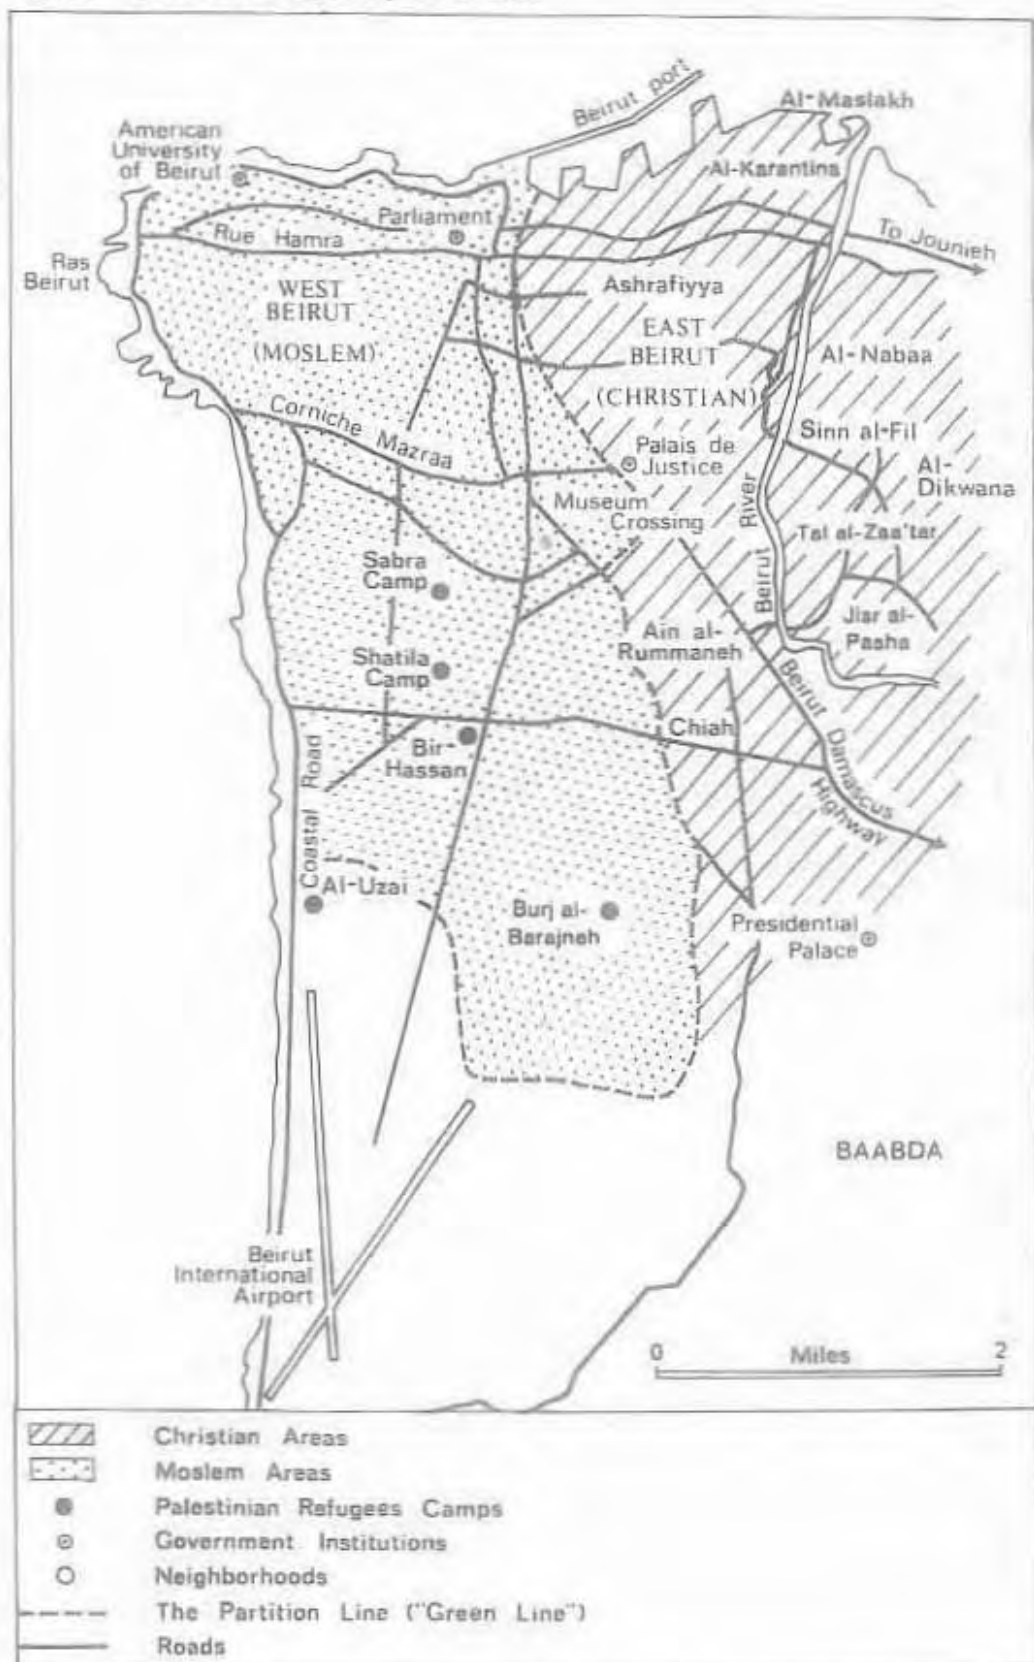 Beirut port
Al-Maslakh
American
University
of Beirut
Al-Karantina
Parliament
Rue Hamra
To Jounieh
Ras
Beirut
Ashrafiyya
WEST
BEIRUT
(MOSLEM)
EAST
BEIRUT
(CHRISTIAN)
Al-Nabaa
Corniche Mazraa
Sinn al-Fil
Palais de
Justice
Al-
Dikwana
Museum
Crossing
Beirut River
Tal al-Zaa'tar
Sabra
Camp
Ain al-
Rummaneh
Jisr al-
Pasha
Shatila
Camp
Chiah
Bir-
Hassan
Beirut Damascus
Highway
Coastal Road
Al-Uzai
Burj al-
Barajneh
Presidential
Palace
BAABDA
Beirut
International
Airport
0 Miles 2
Christian Areas
Moslem Areas
Palestinian Refugees Camps
Government Institutions
Neighborhoods
The Partition Line ("Green Line")
Roads